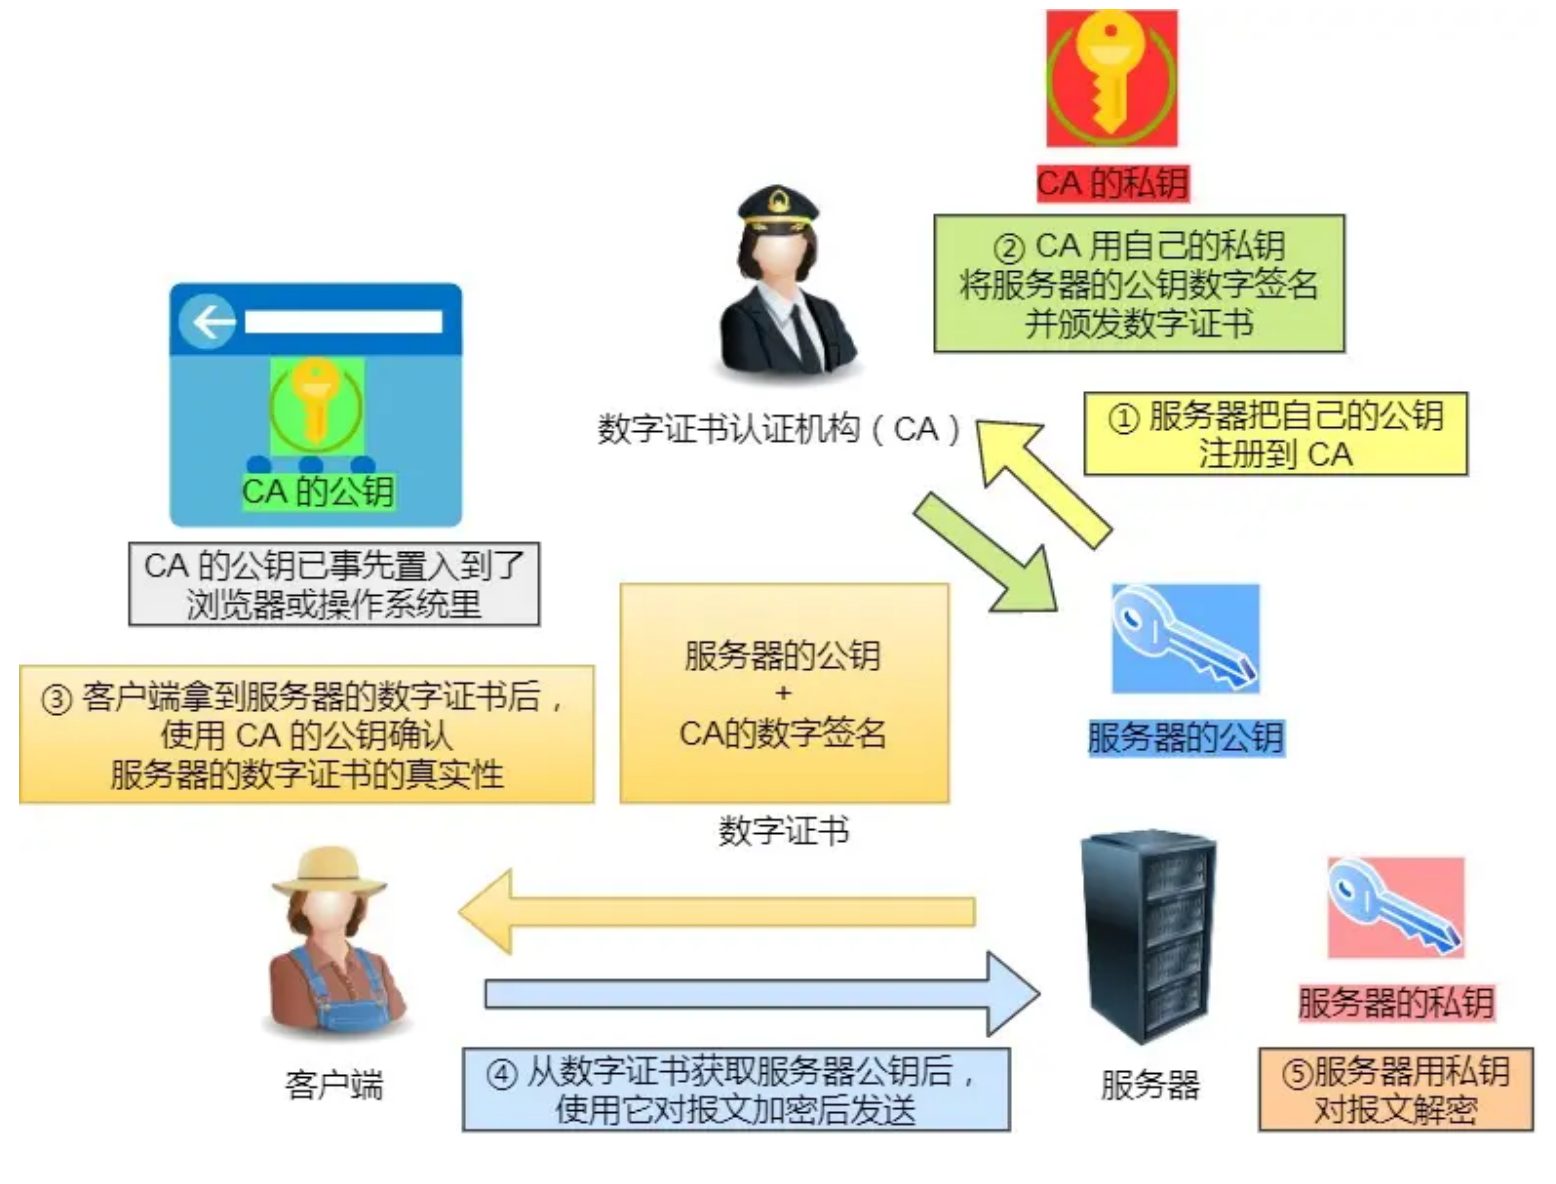 CA 的私钥
② CA 用自己的私钥
将服务器的公钥数字签名
并颁发数字证书
数字证书认证机构（CA）
① 服务器把自己的公钥
注册到 CA
CA 的公钥
CA 的公钥已事先置入到了
浏览器或操作系统里
服务器的公钥
+
CA的数字签名
数字证书
服务器的公钥
③ 客户端拿到服务器的数字证书后，
使用 CA 的公钥确认
服务器的数字证书的真实性
服务器的私钥
客户端
④ 从数字证书获取服务器公钥后，
使用它对报文加密后发送
服务器
⑤服务器用私钥
对报文解密